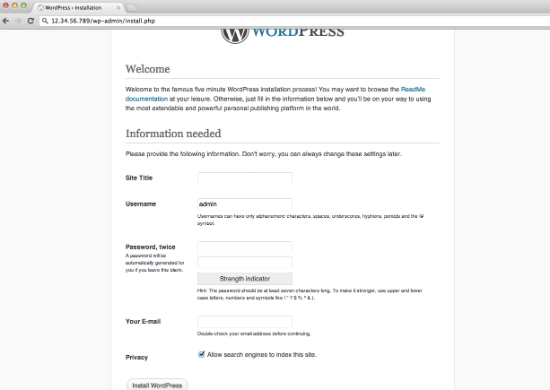 WordPress › Installation
12.34.56.789/wp-admin/install.php
WORDPRESS
Welcome
Welcome to the famous five minute WordPress installation process! You may want to browse the ReadMe
documentation at your leisure. Otherwise, just fill in the information below and you'll be on your way to using
the most extendable and powerful personal publishing platform in the world.
Information needed
Please provide the following information. Don't worry, you can always change these settings later.
Site Title
Username
admin
Usernames can have only alphanumeric characters, spaces, underscores, hyphens, periods and the @
symbol.
Password, twice
A password will be
automatically generated for
you if you leave this blank.
Strength indicator
Hint: The password should be at least seven characters long. To make it stronger, use upper and lower
case letters, numbers and symbols like ! " ? $ % ^ & ).
Your E-mail
Double-check your email address before continuing.
Privacy
Allow search engines to index this site.
Install WordPress